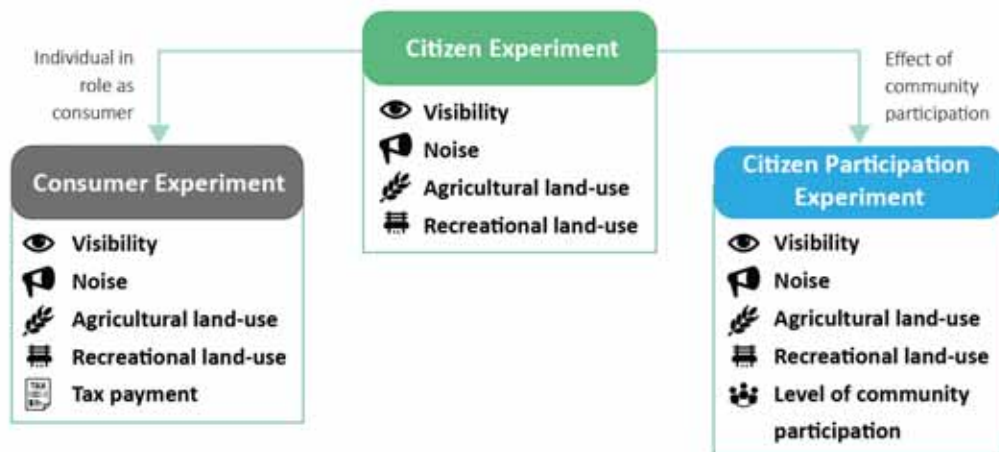 Citizen Experiment
Visibility
Noise
Agricultural land-use
Recreational land-use
Individual in
role as
consumer
Effect of
community
participation
Consumer Experiment
Visibility
Noise
Agricultural land-use
Recreational land-use
Tax payment
Citizen Participation
Experiment
Visibility
Noise
Agricultural land-use
Recreational land-use
Level of community
participation